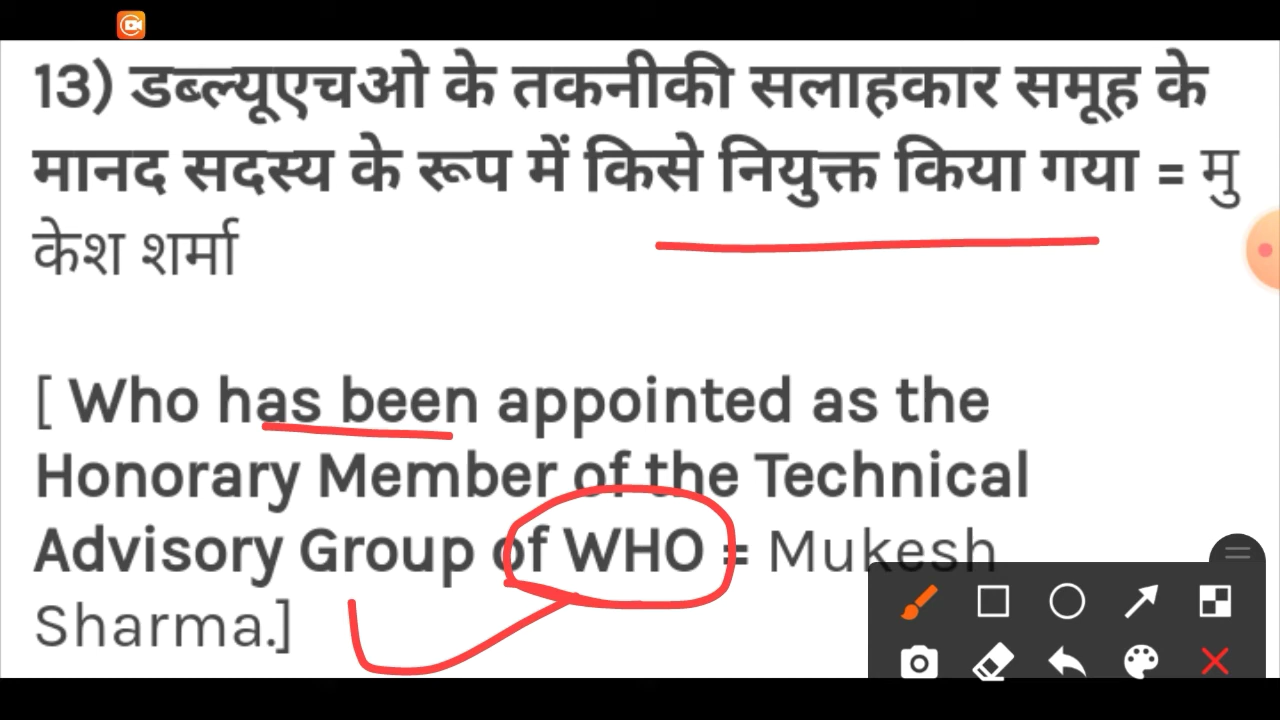 13) डब्ल्यूएचओ के तकनीकी सलाहकार समूह के
मानद सदस्य के रूप में किसे नियुक्त किया गया = मु
केश शर्मा
[ Who has been appointed as the
Honorary Member of the Technical
Advisory Group of WHO = Mukesh
Sharma.]